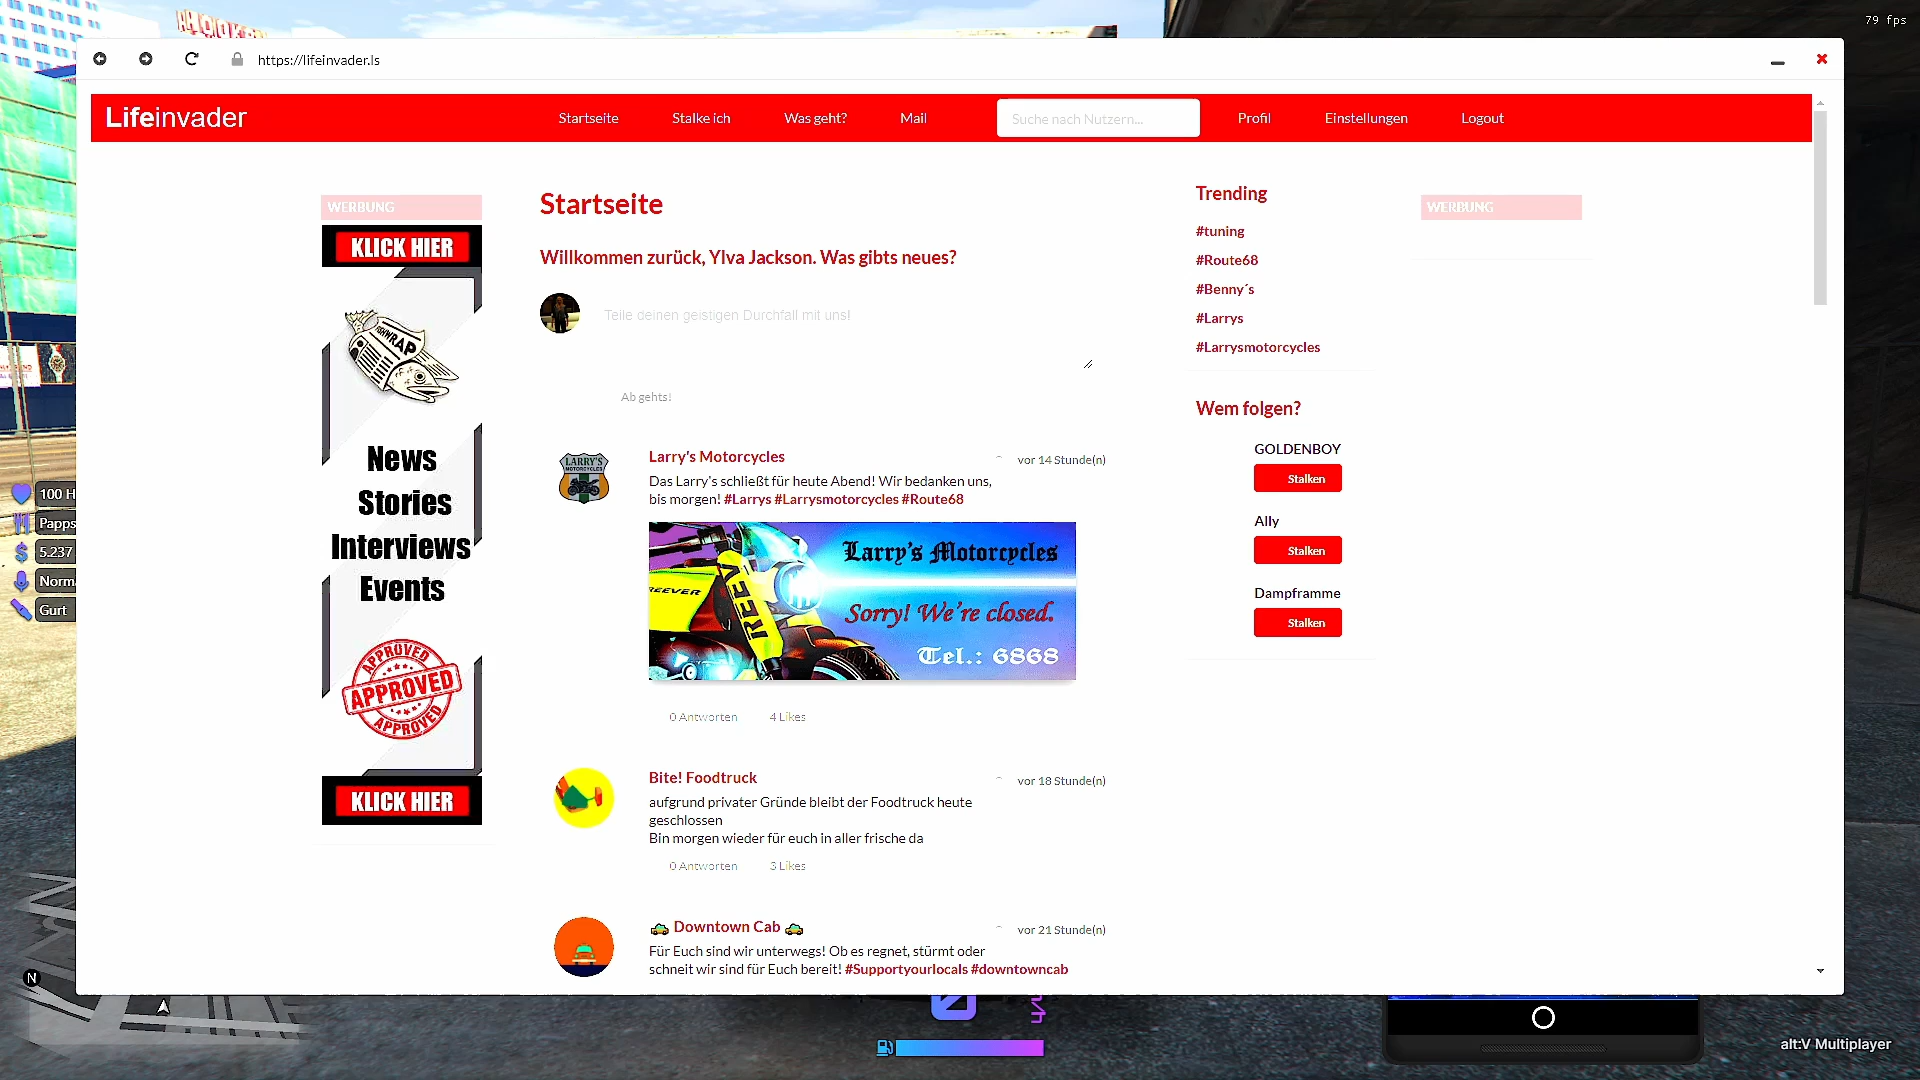 79 fps
https://lifeinvader.ls
Lifeinvader
Startseite
Stalke ich
Was geht?
Mail
Suche nach Nutzern...
Profil
Einstellungen
Logout
WERBUNG
KLICK HIER
FISHWRAP
News
Stories
Interviews
Events
APPROVED
APPROVED
APPROVED
KLICK HIER
Startseite
Willkommen zurück, Ylva Jackson. Was gibts neues?
Teile deinen geistigen Durchfall mit uns!
Ab gehts!
LARRY'S
MOTORCYCLES
Larry's Motorcycles
vor 14 Stunde(n)
Das Larry's schließt für heute Abend! Wir bedanken uns,
bis morgen! #Larrys #Larrysmotorcycles #Route68
REEVER
REEV
Larry's Motorcycles
Sorry! We're closed.
Tel.: 6868
0 Antworten
4 Likes
Bite! Foodtruck
vor 18 Stunde(n)
aufgrund privater Gründe bleibt der Foodtruck heute
geschlossen
Bin morgen wieder für euch in aller frische da
0 Antworten
3 Likes
Downtown Cab
vor 21 Stunde(n)
Für Euch sind wir unterwegs! Ob es regnet, stürmt oder
schneit wir sind für Euch bereit! #Supportyourlocals #downtowncab
Trending
#tuning
#Route68
#Benny´s
#Larrys
#Larrysmotorcycles
Wem folgen?
GOLDENBOY
Stalken
Ally
Stalken
Dampframme
Stalken
WERBUNG
100 H
Papps
5.237
Norm
Gurt
N
alt:V Multiplayer